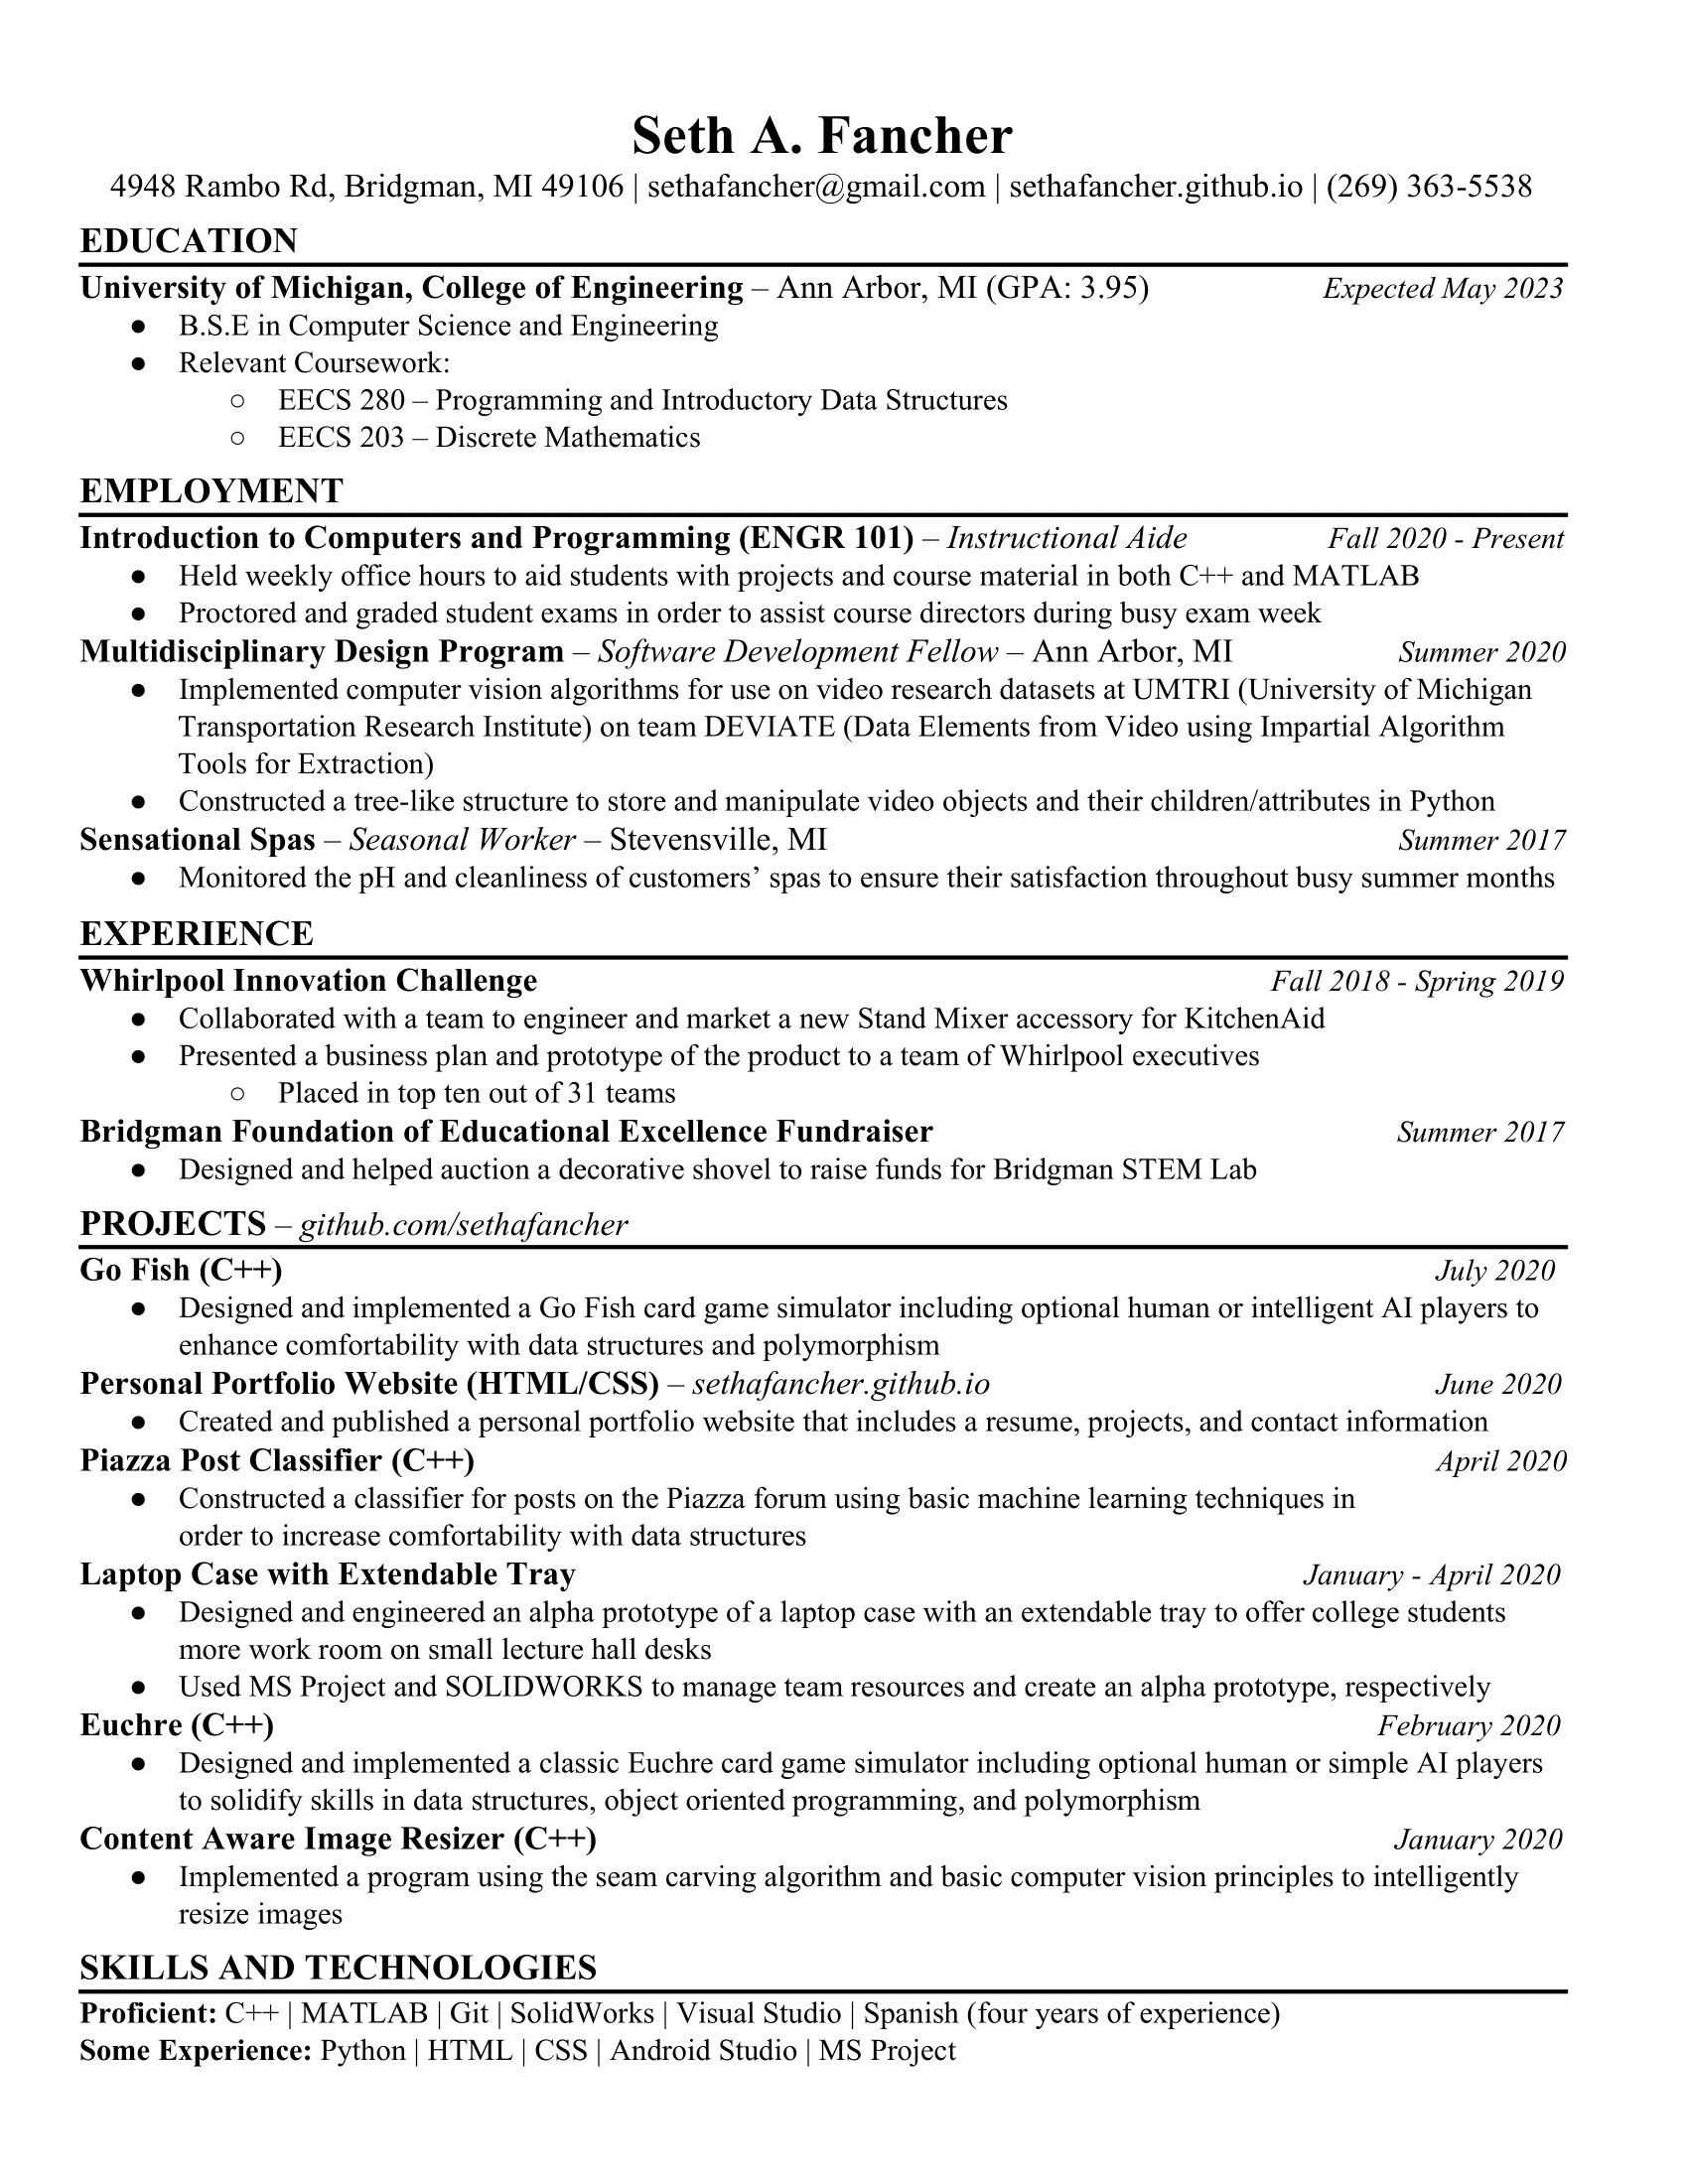 Seth A. Fancher
4948 Rambo Rd, Bridgman, MI 49106 | sethafancher@gmail.com | sethafancher.github.io | (269) 363-5538
EDUCATION
University of Michigan, College of Engineering – Ann Arbor, MI (GPA: 3.95) Expected May 2023
● B.S.E in Computer Science and Engineering
● Relevant Coursework:
○ EECS 280 – Programming and Introductory Data Structures
○ EECS 203 – Discrete Mathematics
EMPLOYMENT
Introduction to Computers and Programming (ENGR 101) – Instructional Aide Fall 2020 - Present
● Held weekly office hours to aid students with projects and course material in both C++ and MATLAB
● Proctored and graded student exams in order to assist course directors during busy exam week
Multidisciplinary Design Program – Software Development Fellow – Ann Arbor, MI Summer 2020
● Implemented computer vision algorithms for use on video research datasets at UMTRI (University of Michigan
Transportation Research Institute) on team DEVIATE (Data Elements from Video using Impartial Algorithm
Tools for Extraction)
● Constructed a tree-like structure to store and manipulate video objects and their children/attributes in Python
Sensational Spas – Seasonal Worker – Stevensville, MI Summer 2017
● Monitored the pH and cleanliness of customers’ spas to ensure their satisfaction throughout busy summer months
EXPERIENCE
Whirlpool Innovation Challenge Fall 2018 - Spring 2019
● Collaborated with a team to engineer and market a new Stand Mixer accessory for KitchenAid
● Presented a business plan and prototype of the product to a team of Whirlpool executives
○ Placed in top ten out of 31 teams
Bridgman Foundation of Educational Excellence Fundraiser Summer 2017
● Designed and helped auction a decorative shovel to raise funds for Bridgman STEM Lab
PROJECTS – github.com/sethafancher
Go Fish (C++) July 2020
● Designed and implemented a Go Fish card game simulator including optional human or intelligent AI players to
enhance comfortability with data structures and polymorphism
Personal Portfolio Website (HTML/CSS) – sethafancher.github.io June 2020
● Created and published a personal portfolio website that includes a resume, projects, and contact information
Piazza Post Classifier (C++) April 2020
● Constructed a classifier for posts on the Piazza forum using basic machine learning techniques in
order to increase comfortability with data structures
Laptop Case with Extendable Tray January - April 2020
● Designed and engineered an alpha prototype of a laptop case with an extendable tray to offer college students
more work room on small lecture hall desks
● Used MS Project and SOLIDWORKS to manage team resources and create an alpha prototype, respectively
Euchre (C++) February 2020
● Designed and implemented a classic Euchre card game simulator including optional human or simple AI players
to solidify skills in data structures, object oriented programming, and polymorphism
Content Aware Image Resizer (C++) January 2020
● Implemented a program using the seam carving algorithm and basic computer vision principles to intelligently
resize images
SKILLS AND TECHNOLOGIES
Proficient: C++ | MATLAB | Git | SolidWorks | Visual Studio | Spanish (four years of experience)
Some Experience: Python | HTML | CSS | Android Studio | MS Project